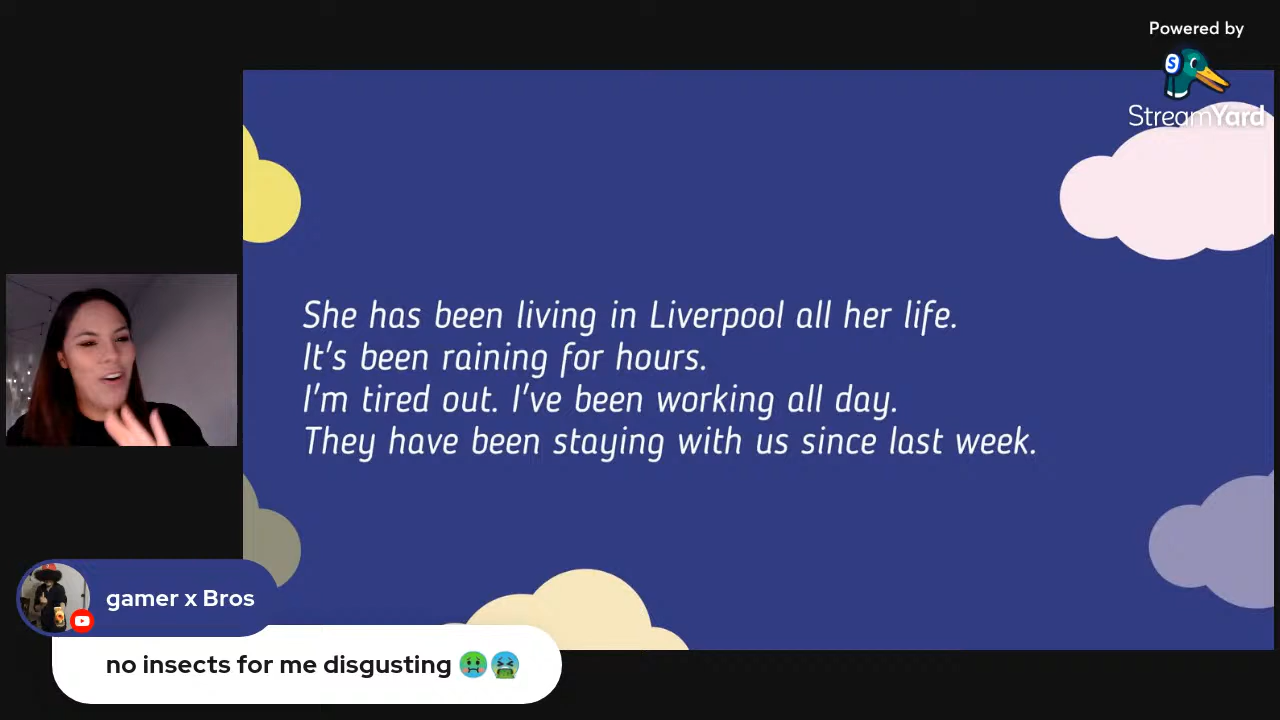 Powered by
StreamYard
She has been living in Liverpool all her life.
It's been raining for hours.
I'm tired out. I've been working all day.
They have been staying with us since last week.
gamer x Bros
no insects for me disgusting 🤢🤮